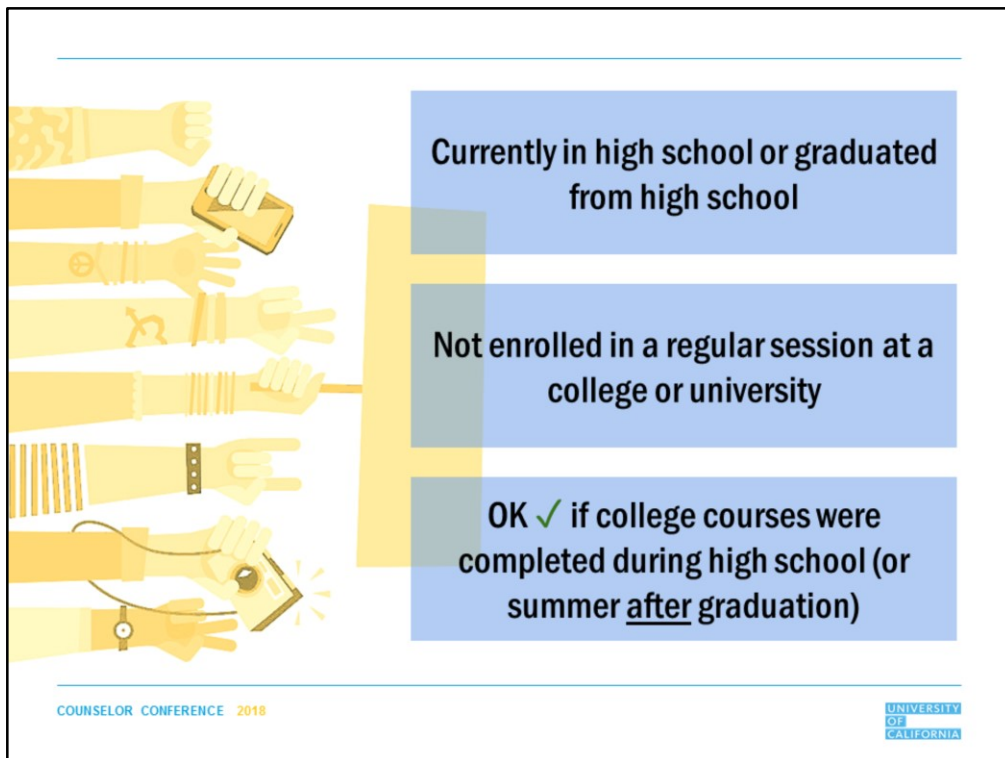 Currently in high school or graduated
from high school
Not enrolled in a regular session at a
college or university
OK ✓ if college courses were
completed during high school (or
summer after graduation)
COUNSELOR CONFERENCE 2018
UNIVERSITY
OF
CALIFORNIA